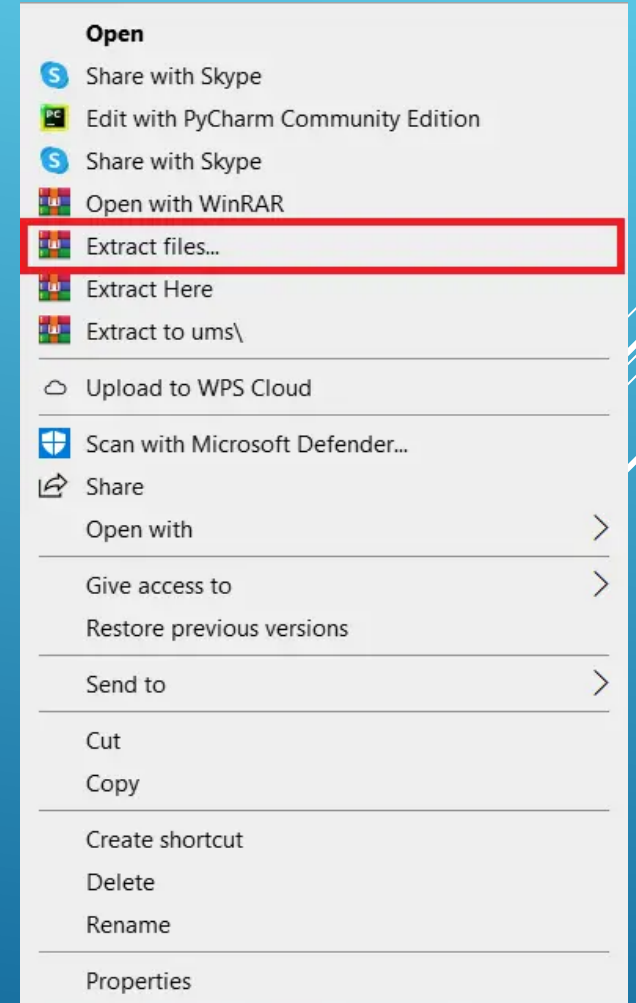 Open
Share with Skype
Edit with PyCharm Community Edition
Share with Skype
Open with WinRAR
Extract files...
Extract Here
Extract to ums\
Upload to WPS Cloud
Scan with Microsoft Defender...
Share
Open with
Give access to
Restore previous versions
Send to
Cut
Copy
Create shortcut
Delete
Rename
Properties